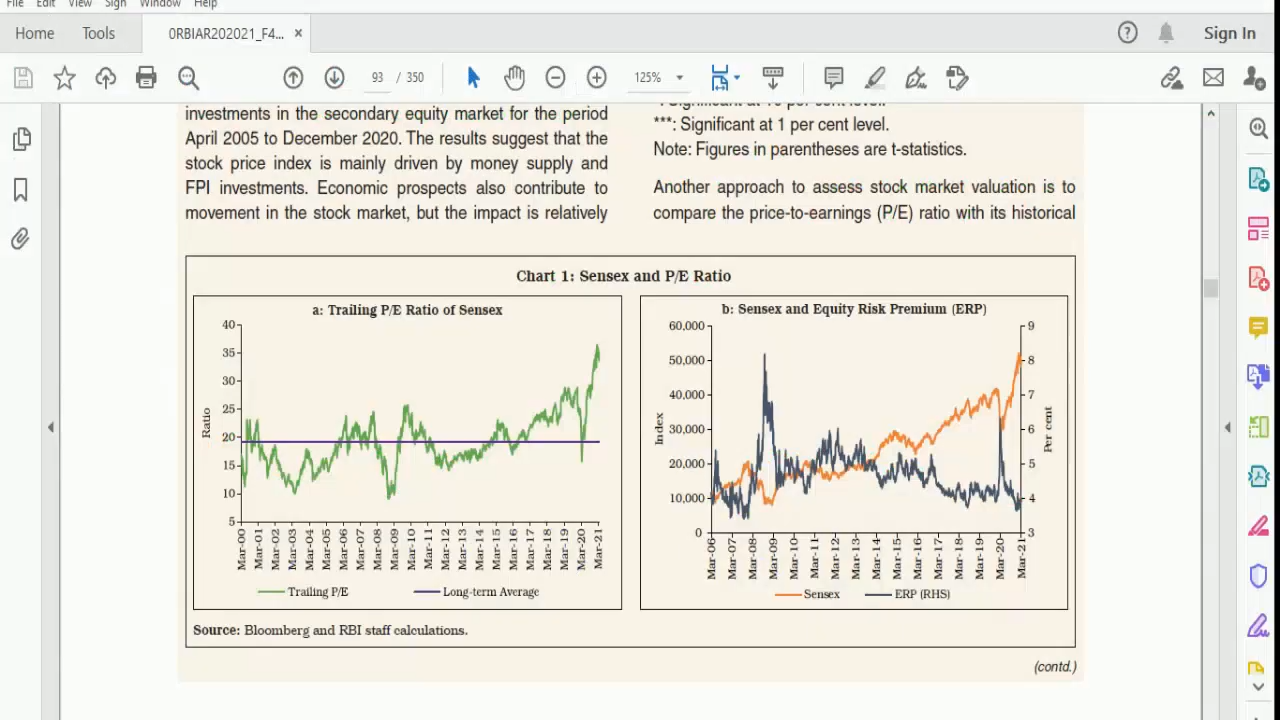 File Edit View Sign Window Help
Home Tools 0RBIAR202021_F4... × Sign In
93 / 350 125%
investments in the secondary equity market for the period
April 2005 to December 2020. The results suggest that the
stock price index is mainly driven by money supply and
FPI investments. Economic prospects also contribute to
movement in the stock market, but the impact is relatively
***: Significant at 1 per cent level.
Note: Figures in parentheses are t-statistics.
Another approach to assess stock market valuation is to
compare the price-to-earnings (P/E) ratio with its historical
Chart 1: Sensex and P/E Ratio
a: Trailing P/E Ratio of Sensex
40
35
30
25
20
15
10
5
Ratio
Mar-00 Mar-01 Mar-02 Mar-03 Mar-04 Mar-05 Mar-06 Mar-07 Mar-08 Mar-09 Mar-10 Mar-11 Mar-12 Mar-13 Mar-14 Mar-15 Mar-16 Mar-17 Mar-18 Mar-19 Mar-20 Mar-21
Trailing P/E Long-term Average
b: Sensex and Equity Risk Premium (ERP)
60,000
50,000
40,000
30,000
20,000
10,000
0
Index
9
8
7
6
5
4
3
Per cent
Mar-06 Mar-07 Mar-08 Mar-09 Mar-10 Mar-11 Mar-12 Mar-13 Mar-14 Mar-15 Mar-16 Mar-17 Mar-18 Mar-19 Mar-20 Mar-21
Sensex ERP (RHS)
Source: Bloomberg and RBI staff calculations.
(contd.)